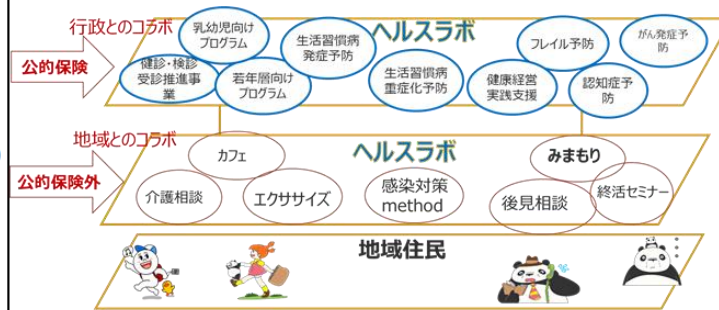 行政とのコラボ
ヘルスラボ
公的保険
乳幼児向け
プログラム
健診・検診
受診推進事
業
若年層向け
プログラム
生活習慣病
発症予防
生活習慣病
重症化予防
健康経営
実践支援
フレイル予防
認知症予
防
がん発症予
防
地域とのコラボ
ヘルスラボ
公的保険外
カフェ
介護相談
エクササイズ
感染対策
method
みまもり
後見相談
終活セミナー
地域住民